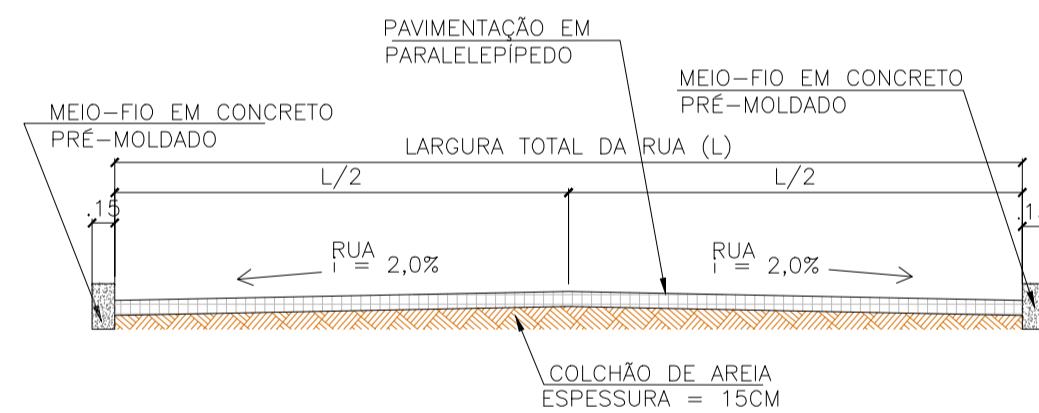 PAVIMENTAÇÃO EM
PARALELEPÍPEDO
MEIO-FIO EM CONCRETO
PRÉ-MOLDADO
MEIO-FIO EM CONCRETO
PRÉ-MOLDADO
LARGURA TOTAL DA RUA (L)
L/2
L/2
.15
RUA
i = 2,0%
RUA
i = 2,0%
COLCHÃO DE AREIA
ESPESSURA = 15CM